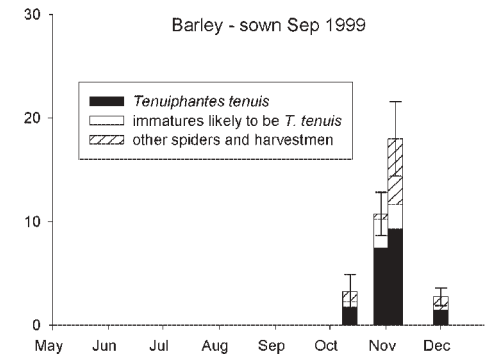 Barley - sown Sep 1999
30
Tenuiphantes tenuis
immatures likely to be T. tenuis
other spiders and harvestmen
20
10
0
May Jun Jul Aug Sep Oct Nov Dec